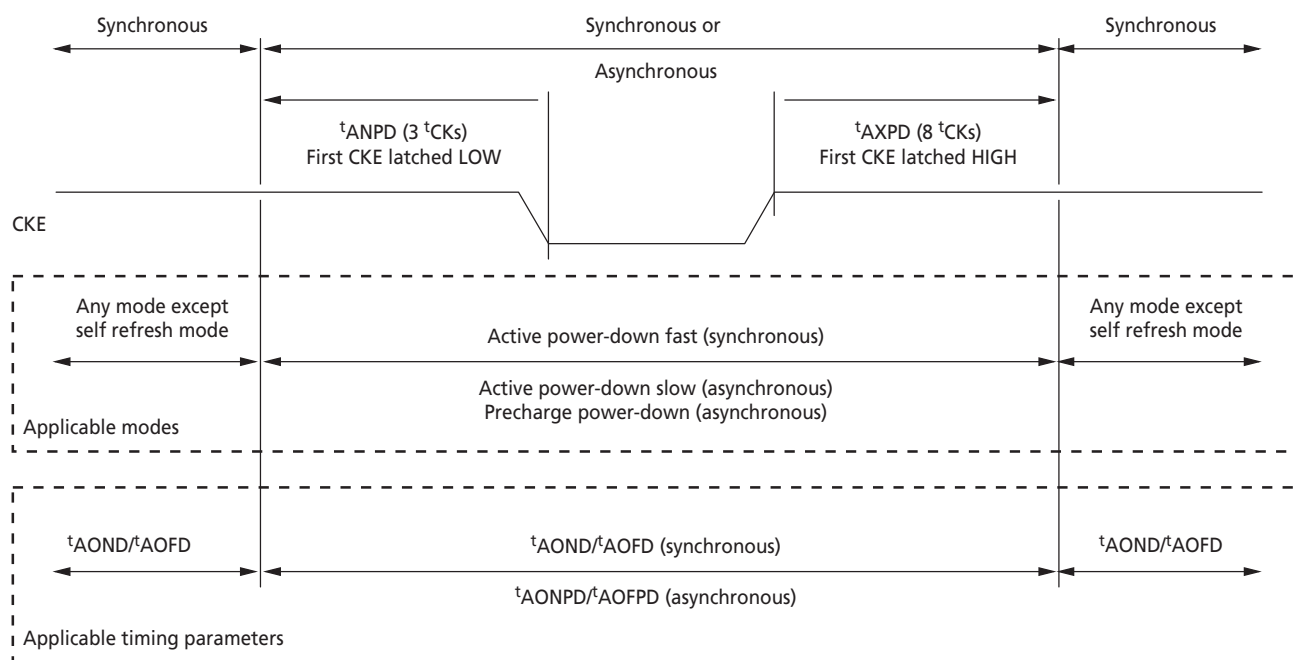 Synchronous
Synchronous or
Synchronous
Asynchronous
tANPD (3 tCKs)
First CKE latched LOW
tAXPD (8 tCKs)
First CKE latched HIGH
CKE
Any mode except
self refresh mode
Active power-down fast (synchronous)
Any mode except
self refresh mode
Active power-down slow (asynchronous)
Precharge power-down (asynchronous)
Applicable modes
tAOND/tAOFD
tAOND/tAOFD (synchronous)
tAOND/tAOFD
tAONPD/tAOFPD (asynchronous)
Applicable timing parameters